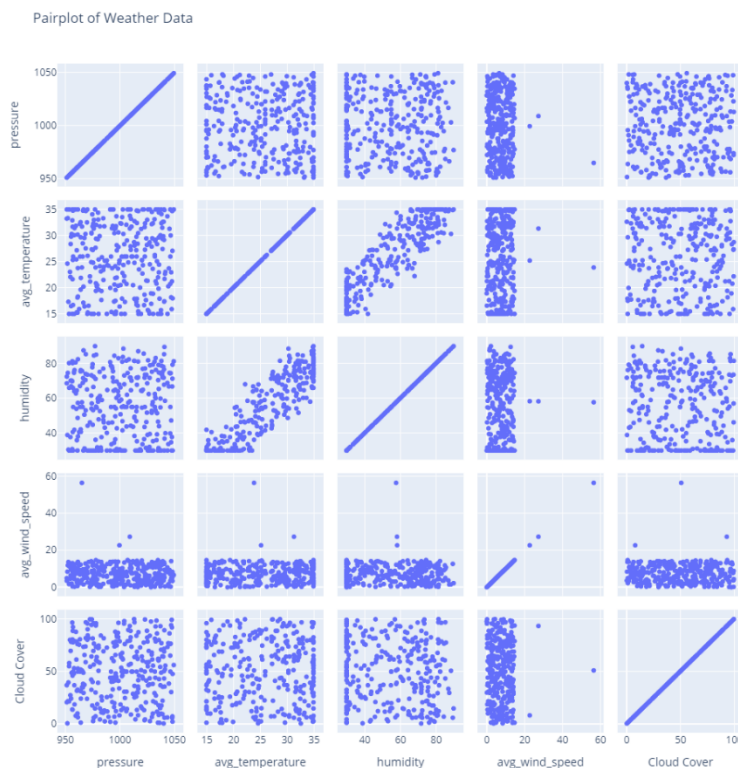 Pairplot of Weather Data
pressure
1050
1000
950
avg_temperature
35
30
25
20
15
humidity
80
60
40
avg_wind_speed
60
40
20
0
Cloud Cover
100
50
0
950 1000 1050 15 20 25 30 35 40 60 80 0 20 40 60 0 50 100
pressure avg_temperature humidity avg_wind_speed Cloud Cover